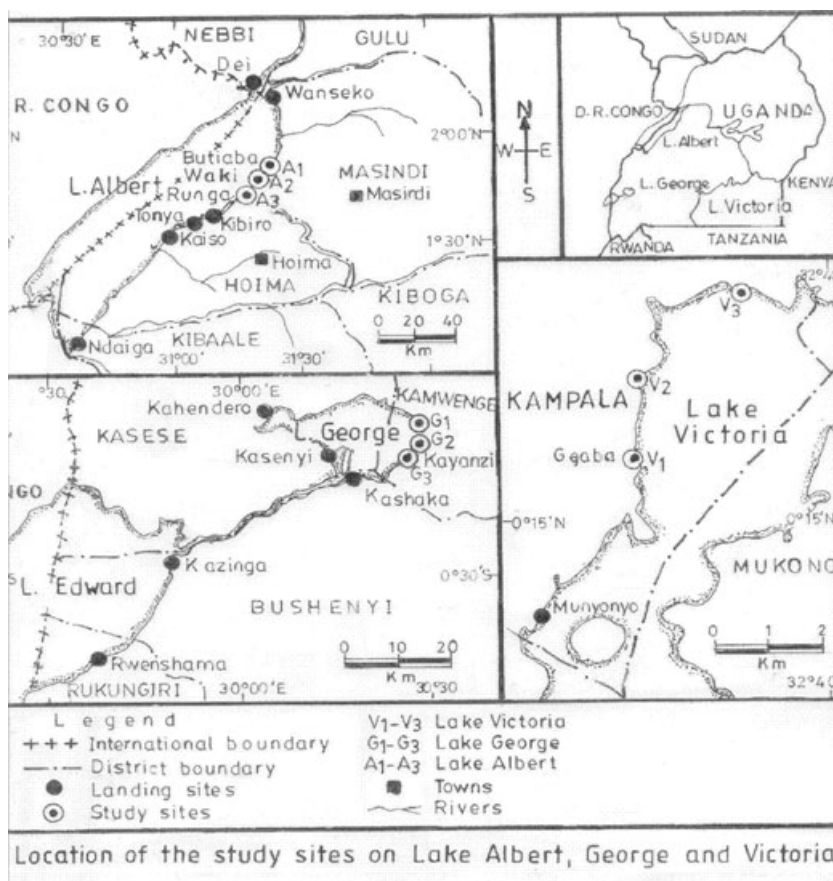 30°30'E
NEBBI
GULU
Dei
Wanseko
D.R. CONGO
2°00'N
Butiaba
A1
Waki
A2
MASINDI
L.Albert
Runga
A3
Masindi
Tonya
Kibiro
Kaiso
1°30'N
Hoima
HOIMA
KIBOGA
0 20 40
Km
KIBAALE
Ndaiga
31°00'
31°30'
N
W E
S
SUDAN
D.R.CONGO
UGANDA
L.Albert
L.George
KENYA
L.Victoria
RWANDA
TANZANIA
30°00'E
KAMWENGE
Kahendero
G1
KASESE
L. George
G2
Kasenyi
Kayanzi
G3
Kashaka
Kazinga
0°30'S
L. Edward
BUSHENYI
0 10 20
Km
Rwenshama
RUKUNGIRI
30°00'E
30°30
V3
V2
KAMPALA
Lake
Victoria
Ggaba
V1
0°15'N
0°15'N
MUKONO
Munyonyo
0 1 2
Km
32°40
Legend
International boundary
District boundary
Landing sites
Study sites
V1-V3 Lake Victoria
G1-G3 Lake George
A1-A3 Lake Albert
Towns
Rivers
Location of the study sites on Lake Albert, George and Victoria